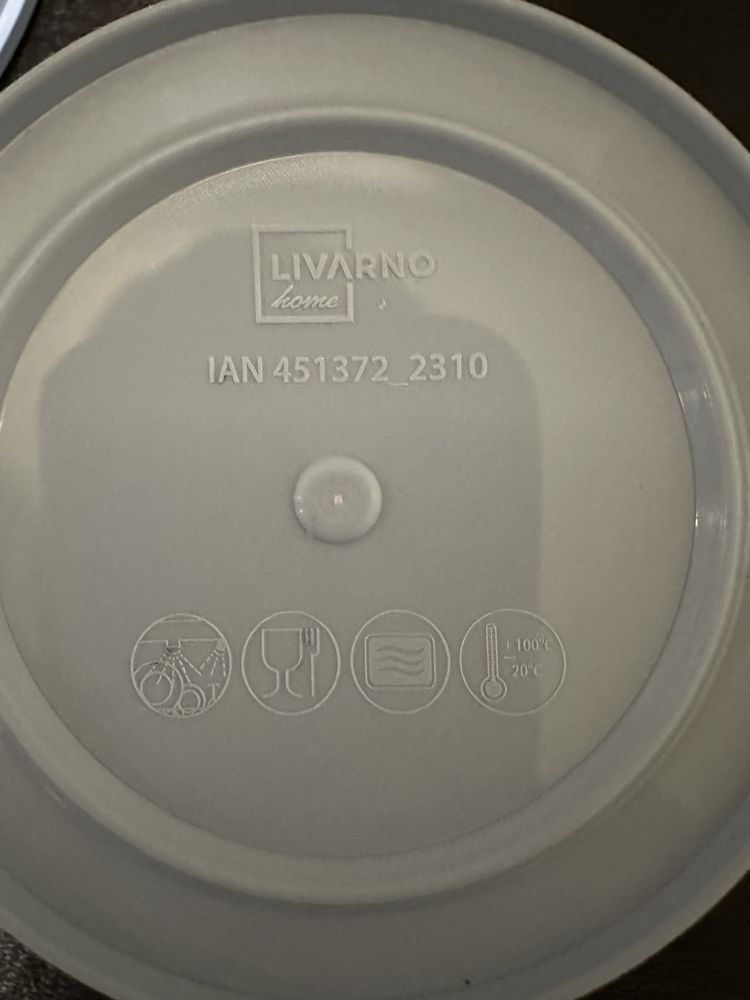 LIVARNO
home
IAN 451372_2310
+100°C
-20°C